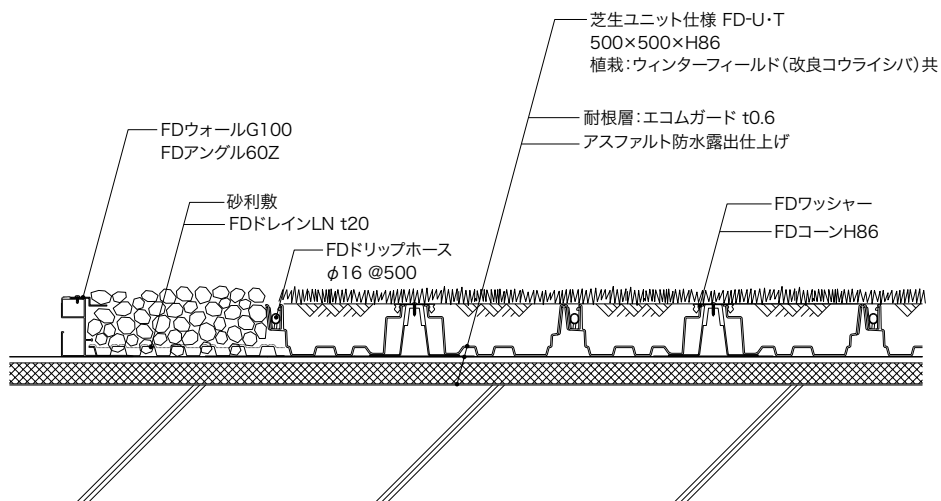 芝生ユニット仕様 FD-U・T
500×500×H86
植栽：ウィンターフィールド（改良コウライシバ）共
耐根層：エコムガード t0.6
アスファルト防水露出仕上げ
FDウォールG100
FDアングル60Z
砂利敷
FDドレインLN t20
FDドリップホース
φ16 @500
FDワッシャー
FDコーンH86